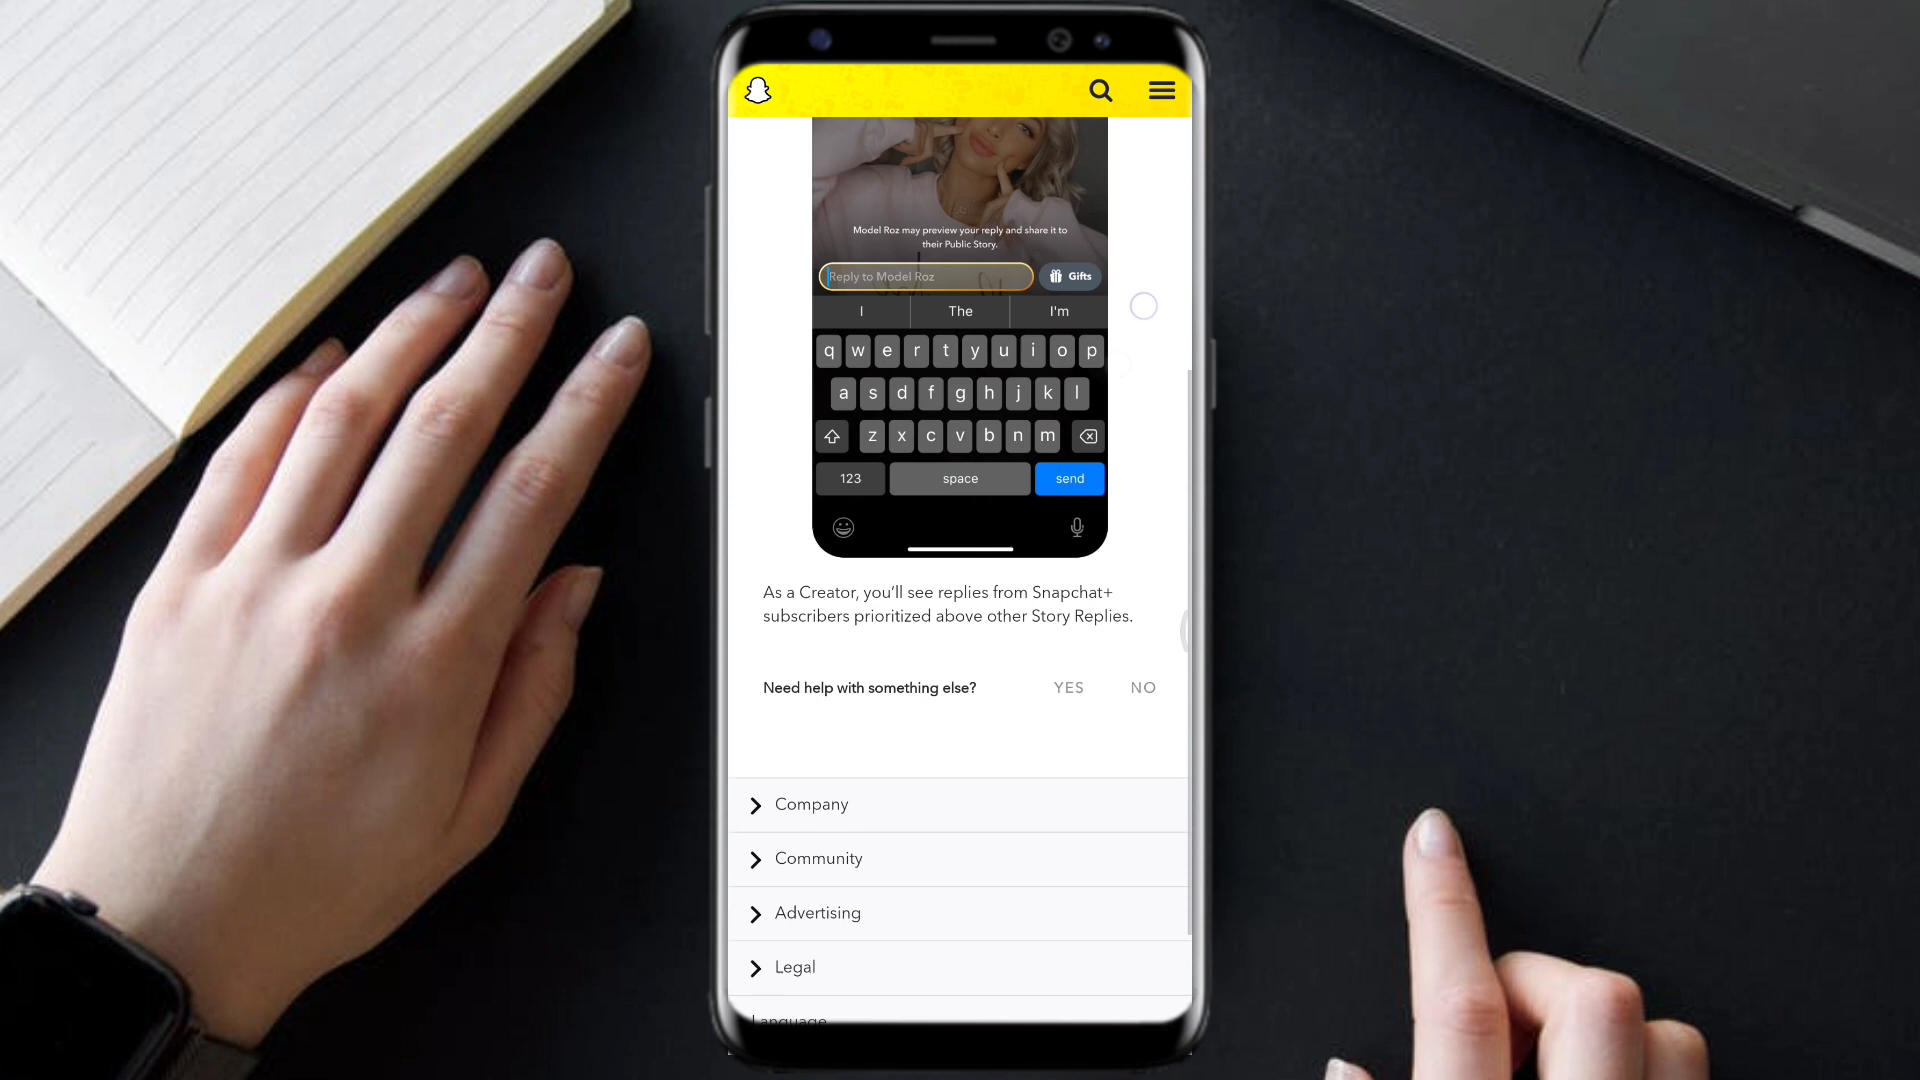 Model Roz may preview your reply and share it to
their Public Story.
Reply to Model Roz
Gifts
I The I'm
q w e r t y u i o p
a s d f g h j k l
z x c v b n m
123 space send
As a Creator, you’ll see replies from Snapchat+
subscribers prioritized above other Story Replies.
Need help with something else? YES NO
Company
Community
Advertising
Legal
Language